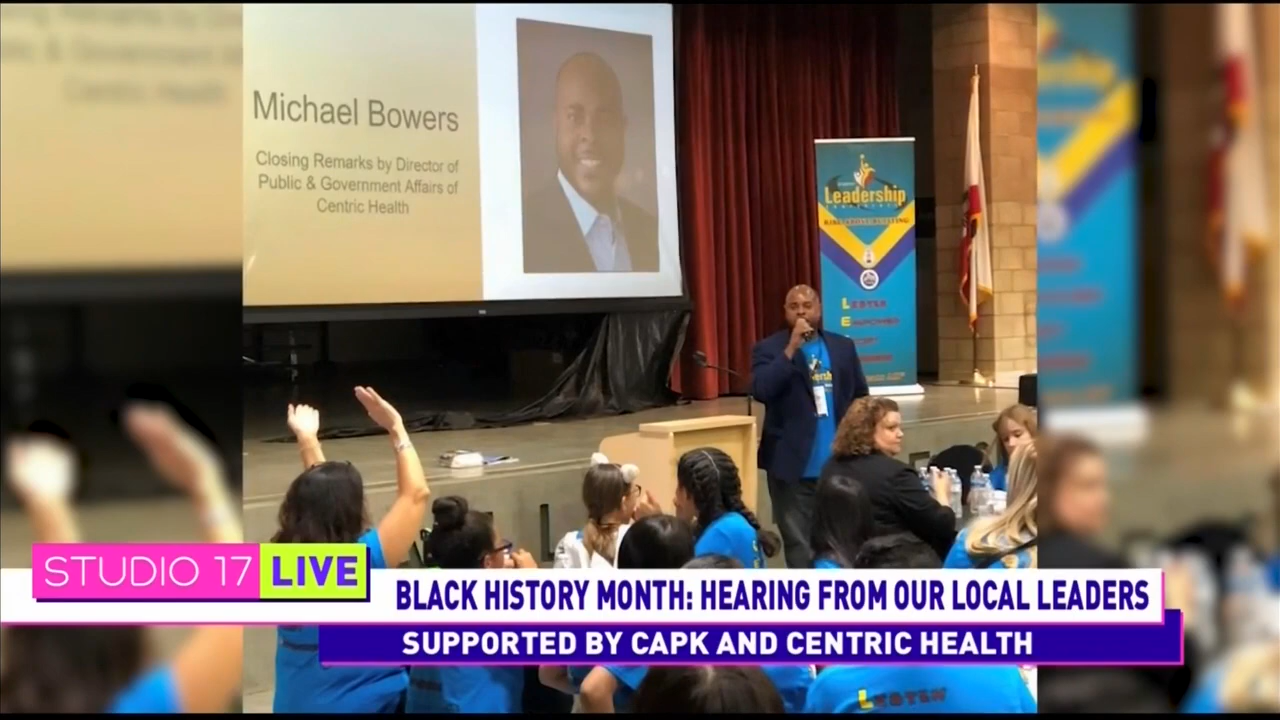 Michael Bowers
Closing Remarks by Director of
Public & Government Affairs of
Centric Health
Leadership
STUDIO 17 LIVE
BLACK HISTORY MONTH: HEARING FROM OUR LOCAL LEADERS
SUPPORTED BY CAPK AND CENTRIC HEALTH